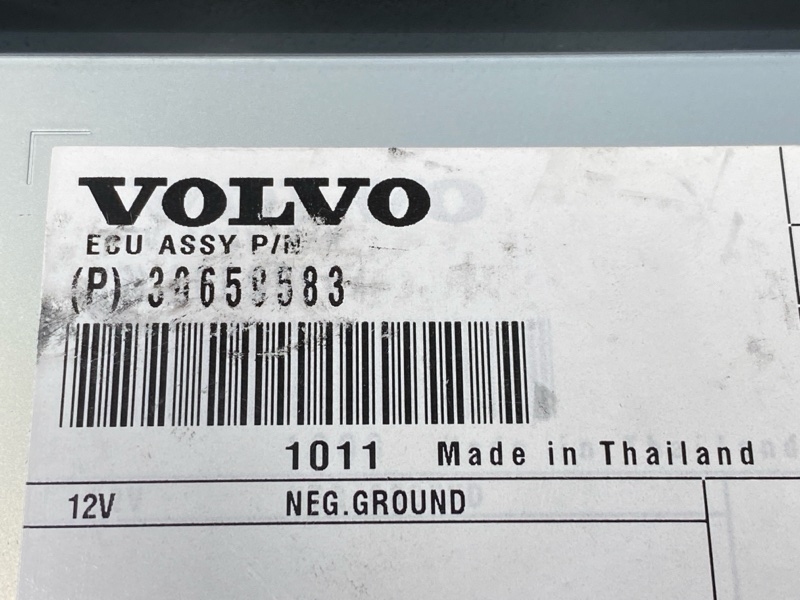 VOLVO
ECU ASSY P/N
(P)
1011 Made in Thailand
12V NEG.GROUND